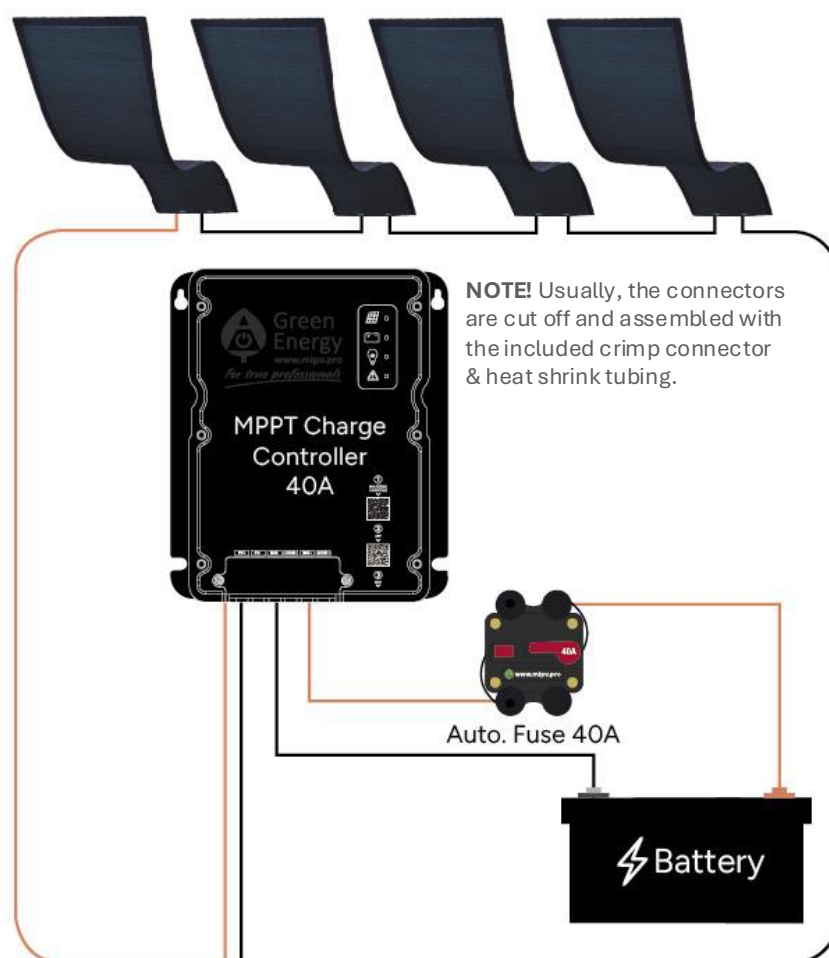 NOTE! Usually, the connectors
are cut off and assembled with
the included crimp connector
& heat shrink tubing.
Green
Energy
www.mipv.pro
For true professionals
MPPT Charge
Controller
40A
40A
www.mipv.pro
Auto. Fuse 40A
Battery